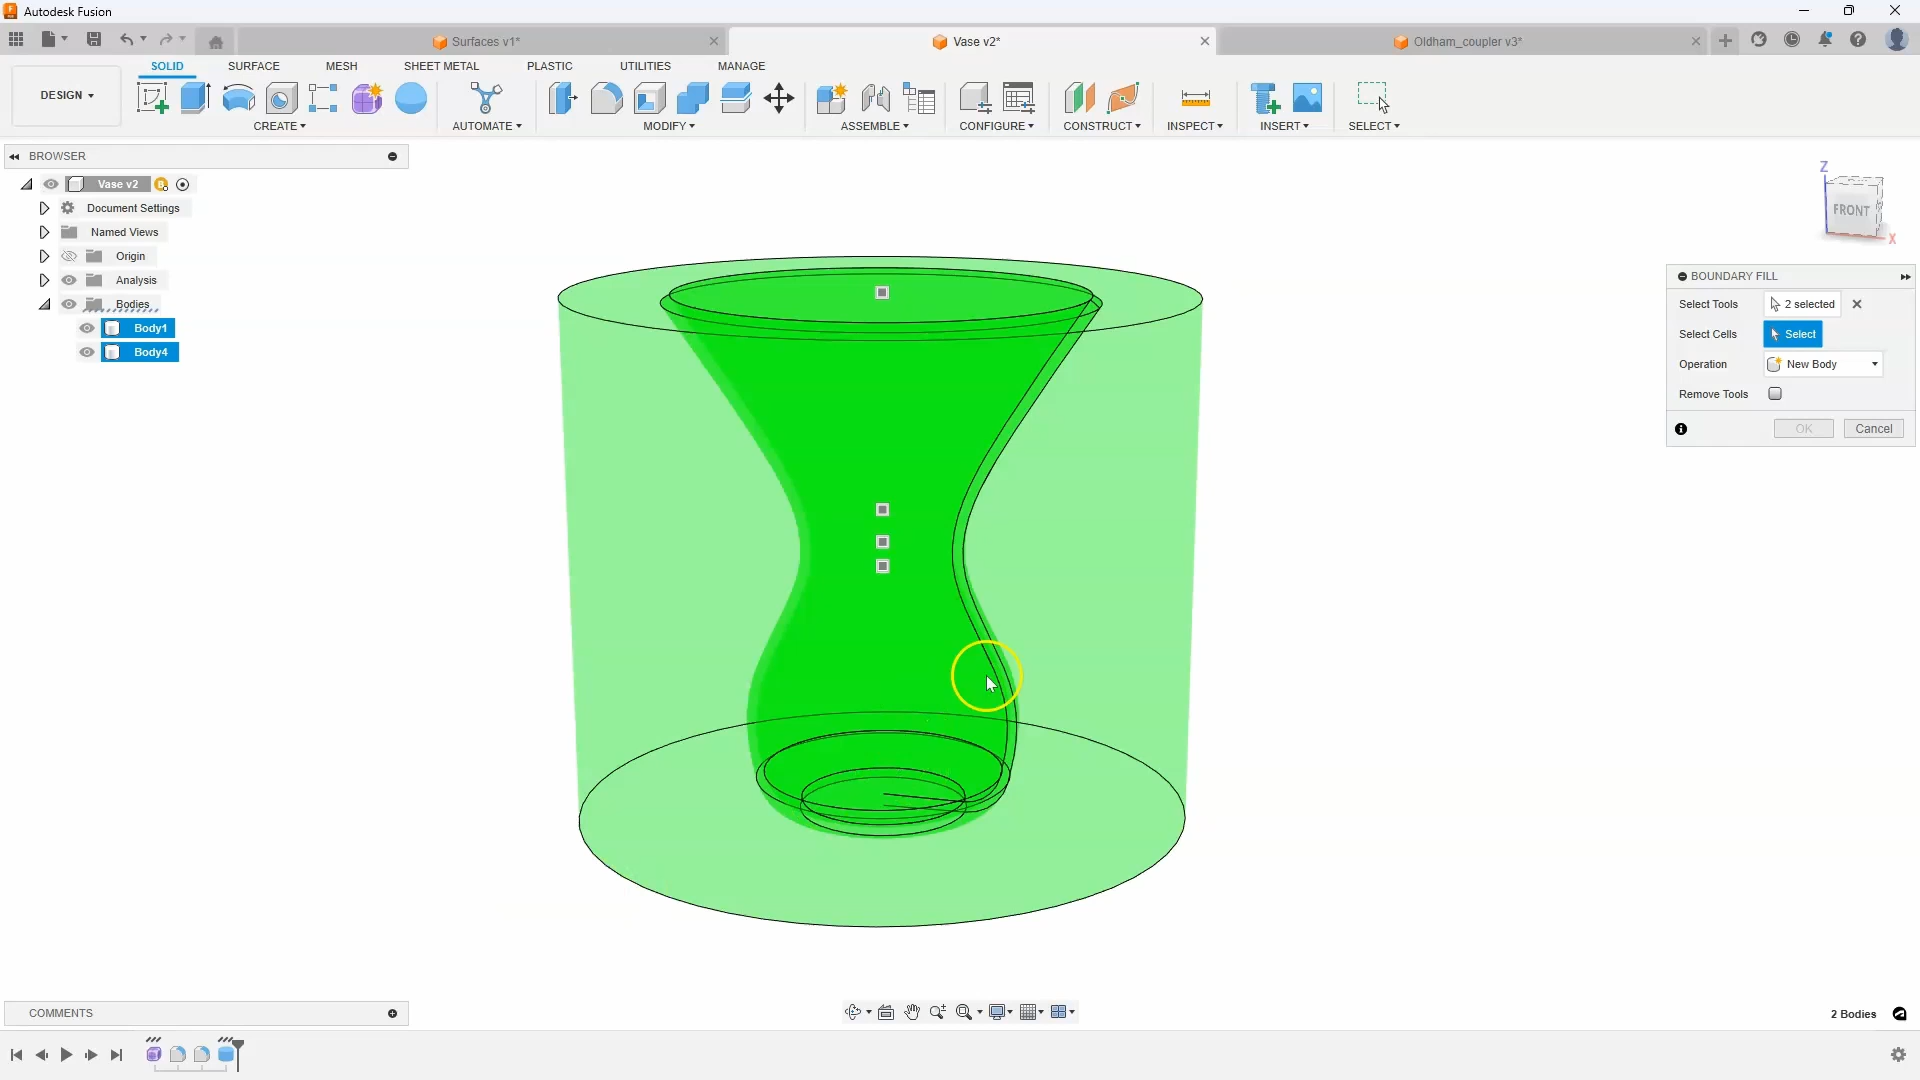 Autodesk Fusion
Surfaces v1*
Vase v2*
Oldham_coupler v3*
DESIGN
SOLID SURFACE MESH SHEET METAL PLASTIC UTILITIES MANAGE
CREATE AUTOMATE MODIFY ASSEMBLE CONFIGURE CONSTRUCT INSPECT INSERT SELECT
BROWSER
Vase v2
Document Settings
Named Views
Origin
Analysis
Bodies
Body1
Body4
Z
FRONT
X
BOUNDARY FILL
Select Tools 2 selected
Select Cells Select
Operation New Body
Remove Tools
OK Cancel
COMMENTS
2 Bodies